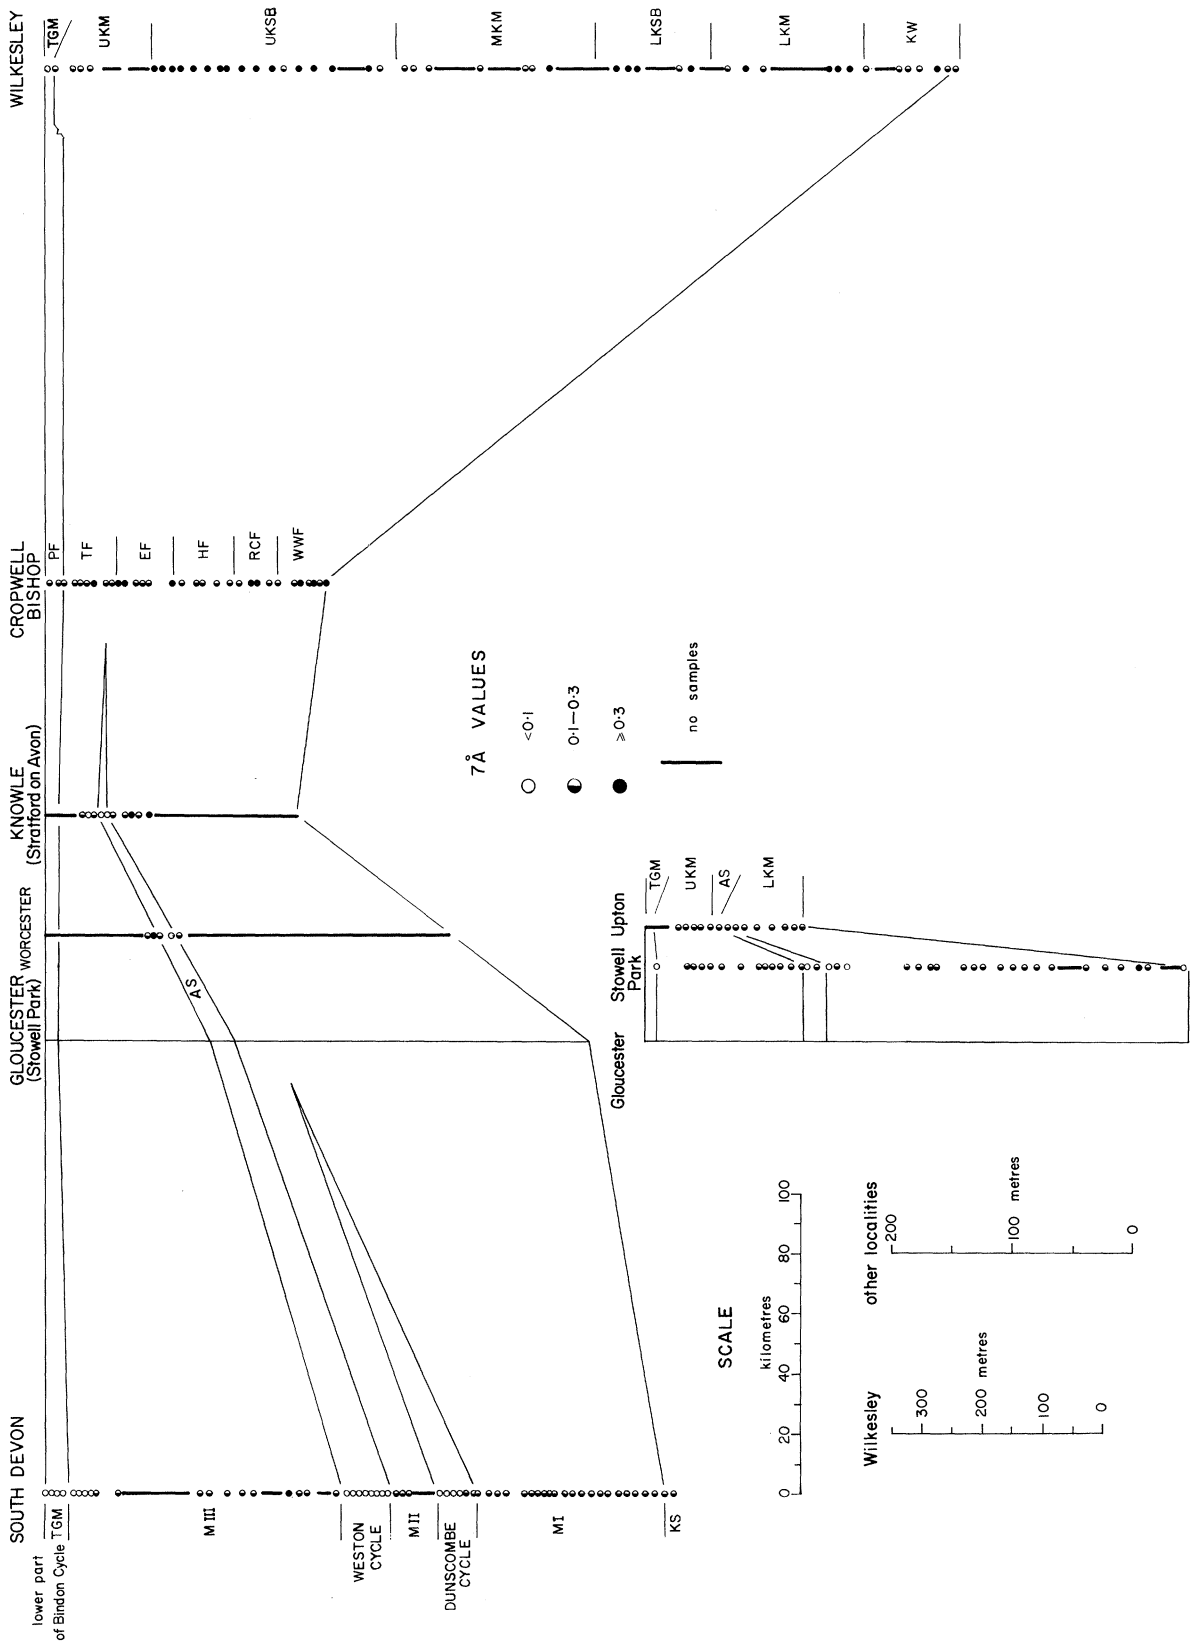 SOUTH DEVON
GLOUCESTER
(Stowell Park)
WORCESTER
KNOWLE
(Stratford on Avon)
CROPWELL
BISHOP
WILKESLEY
lower part
of Bindon Cycle
TGM
M III
WESTON
CYCLE
M II
DUNSCOMBE
CYCLE
MI
KS
AS
PF
TF
EF
HF
RCF
WWF
TGM
UKM
UKSB
MKM
LKSB
LKM
KW
7Å VALUES
<0·1
0·1–0·3
⩾0·3
no samples
Gloucester
Stowell
Park
Upton
TGM
UKM
AS
LKM
SCALE
kilometres
0 20 40 60 80 100
Wilkesley
300
200 metres
100
0
other localities
200
100 metres
0